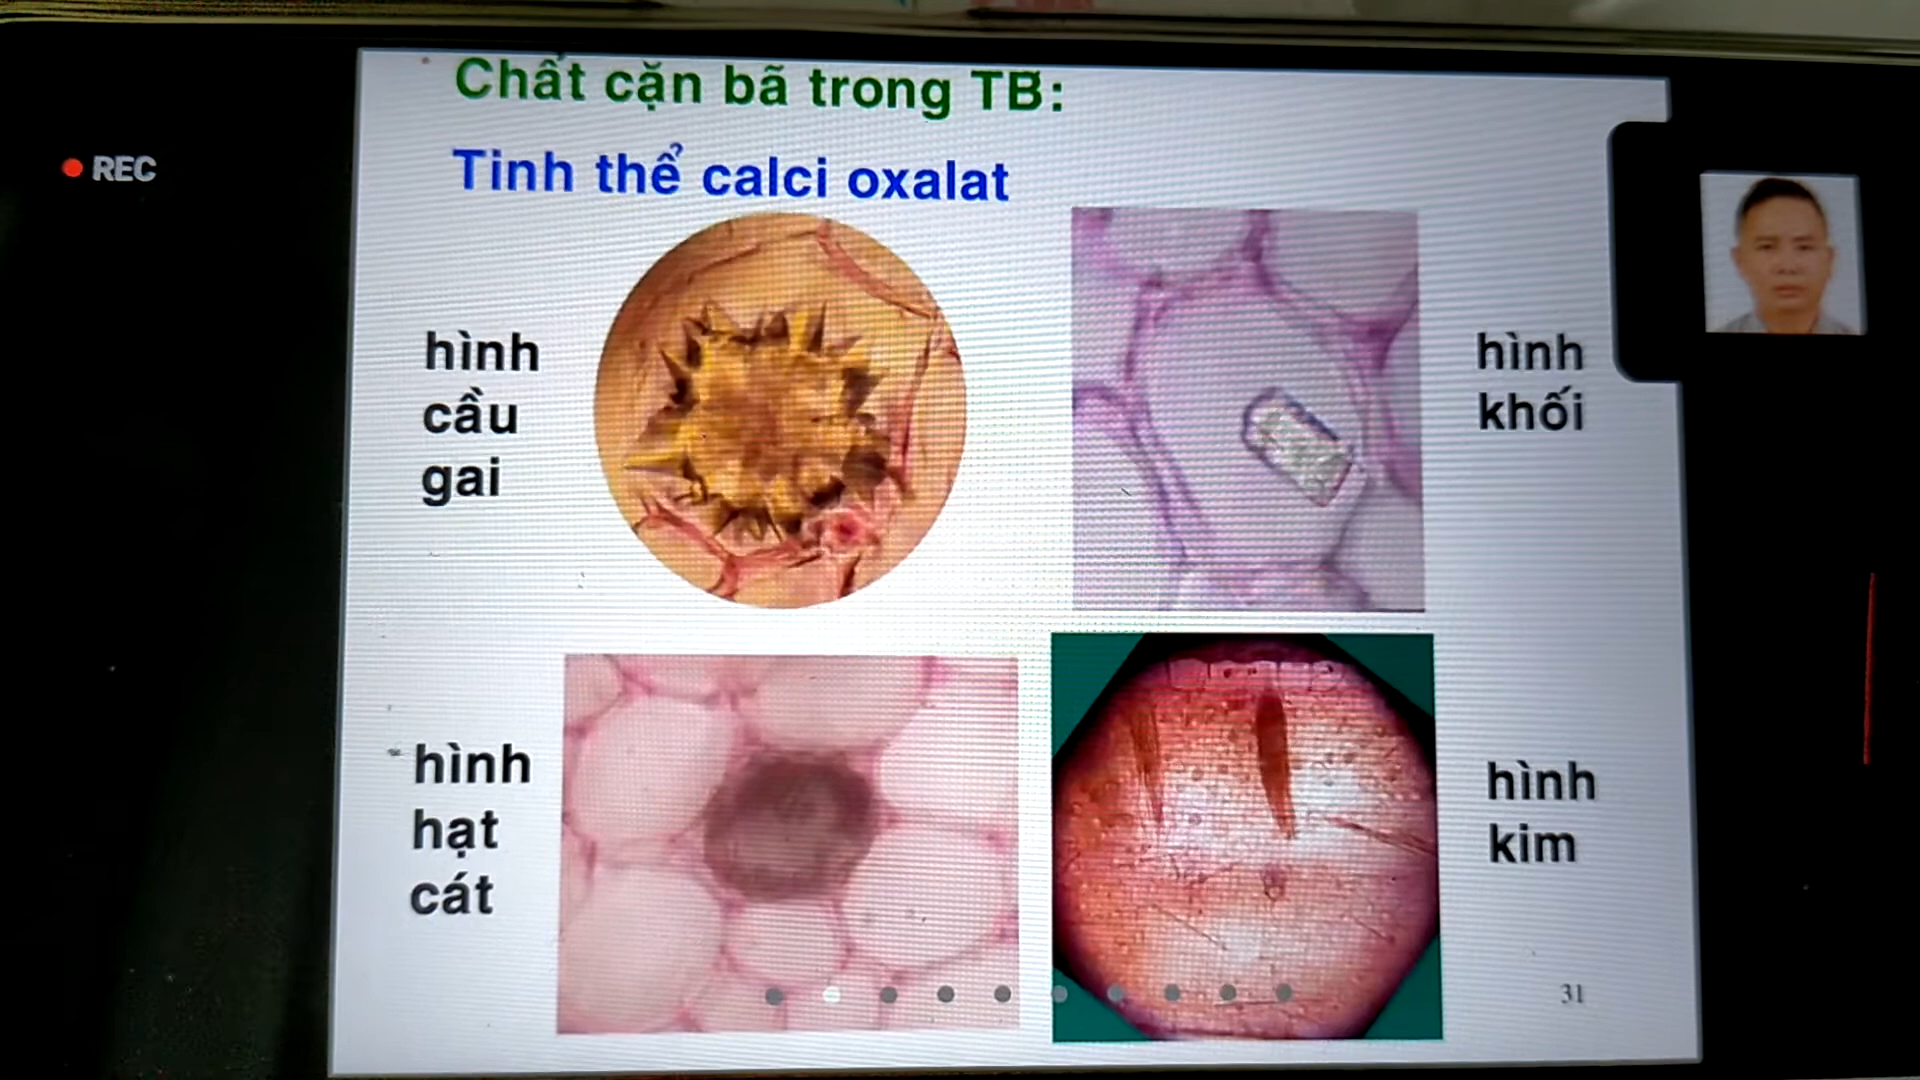 Chất cặn bã trong TB:
REC
Tinh thể calci oxalat
hình
cầu
gai
hình
khối
hình
hạt
cát
hình
kim
31